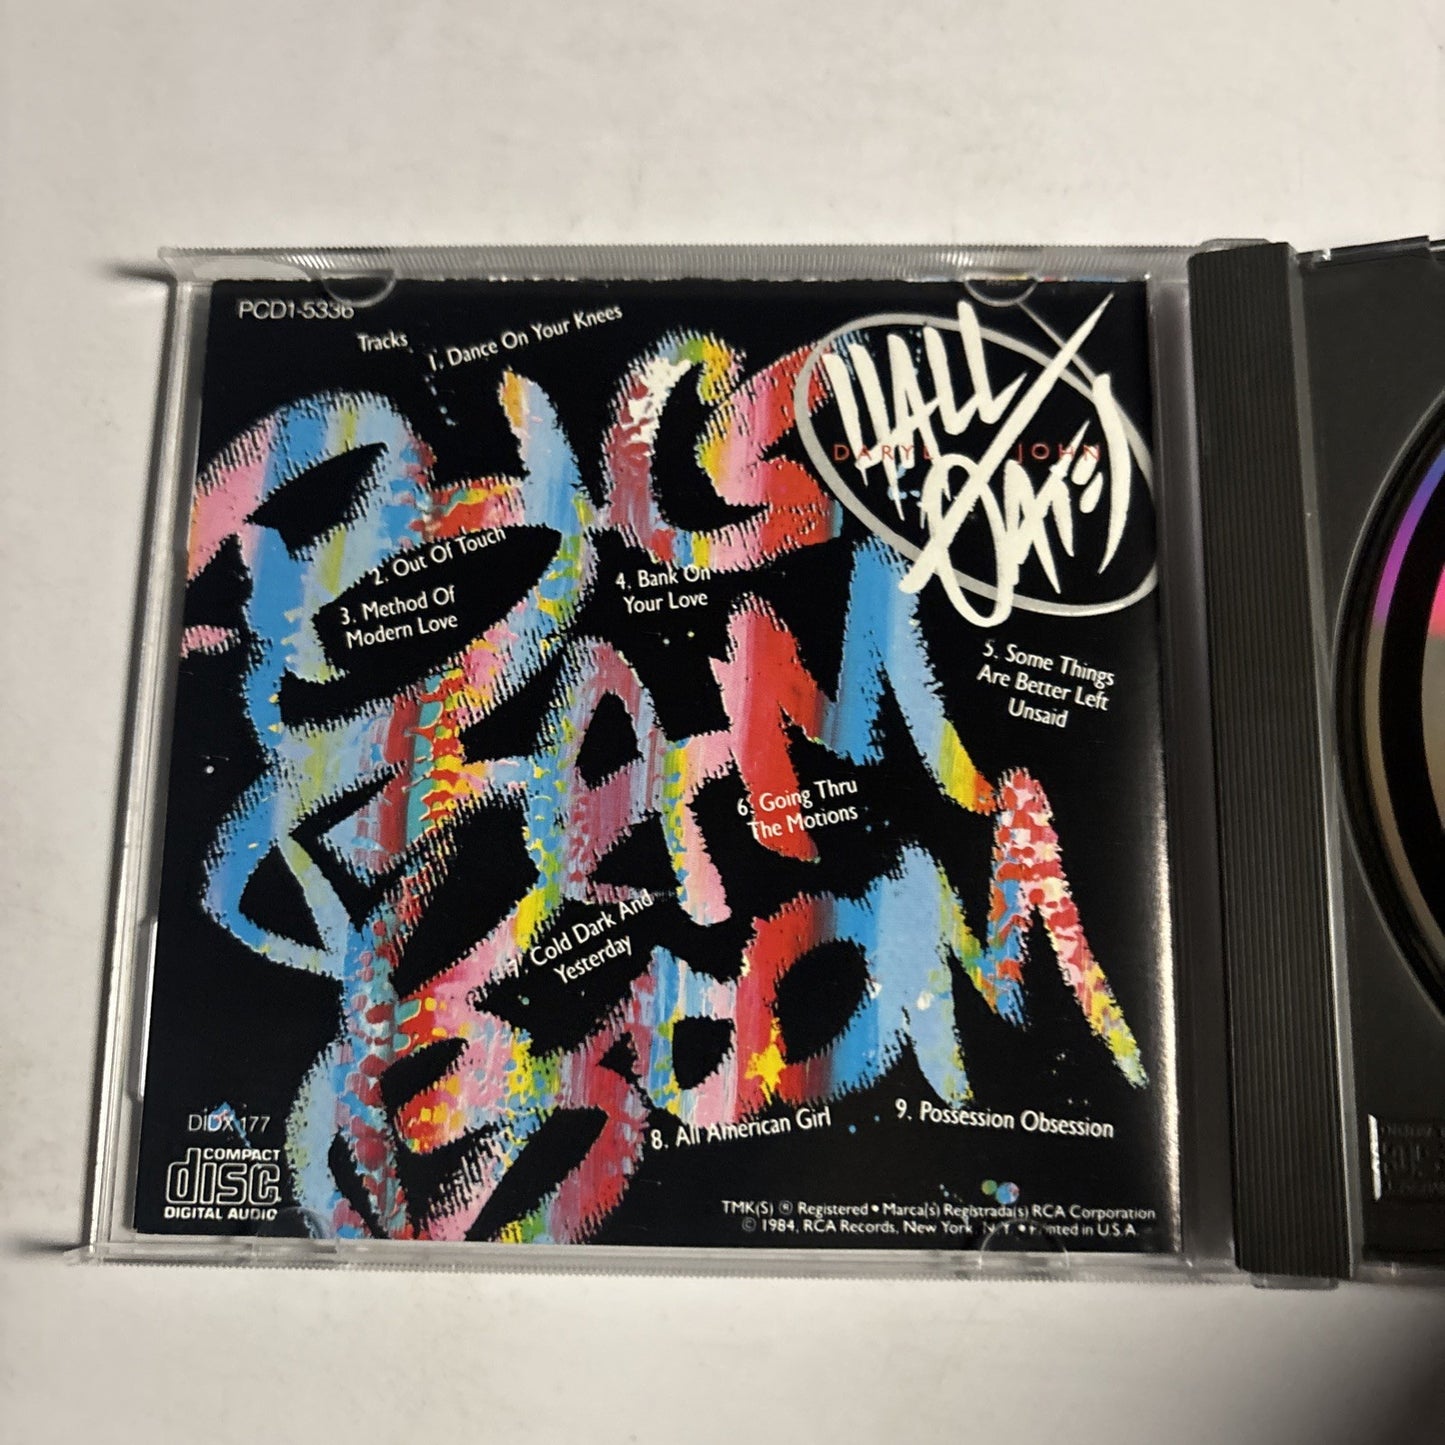 PCD1-5336
Tracks
1. Dance On Your Knees
HALL
DARYL JOHN
OATES
2. Out Of Touch
3. Method Of
Modern Love
4. Bank On
Your Love
5. Some Things
Are Better Left
Unsaid
6. Going Thru
The Motions
7. Cold Dark And
Yesterday
BIG
BAM
BOOM
8. All American Girl
9. Possession Obsession
DIDX 177
COMPACT
disc
DIGITAL AUDIO
TMK(S) ® Registered • Marca(s) Registrada(s) RCA Corporation
© 1984, RCA Records, New York, N.Y. • Printed in U.S.A.